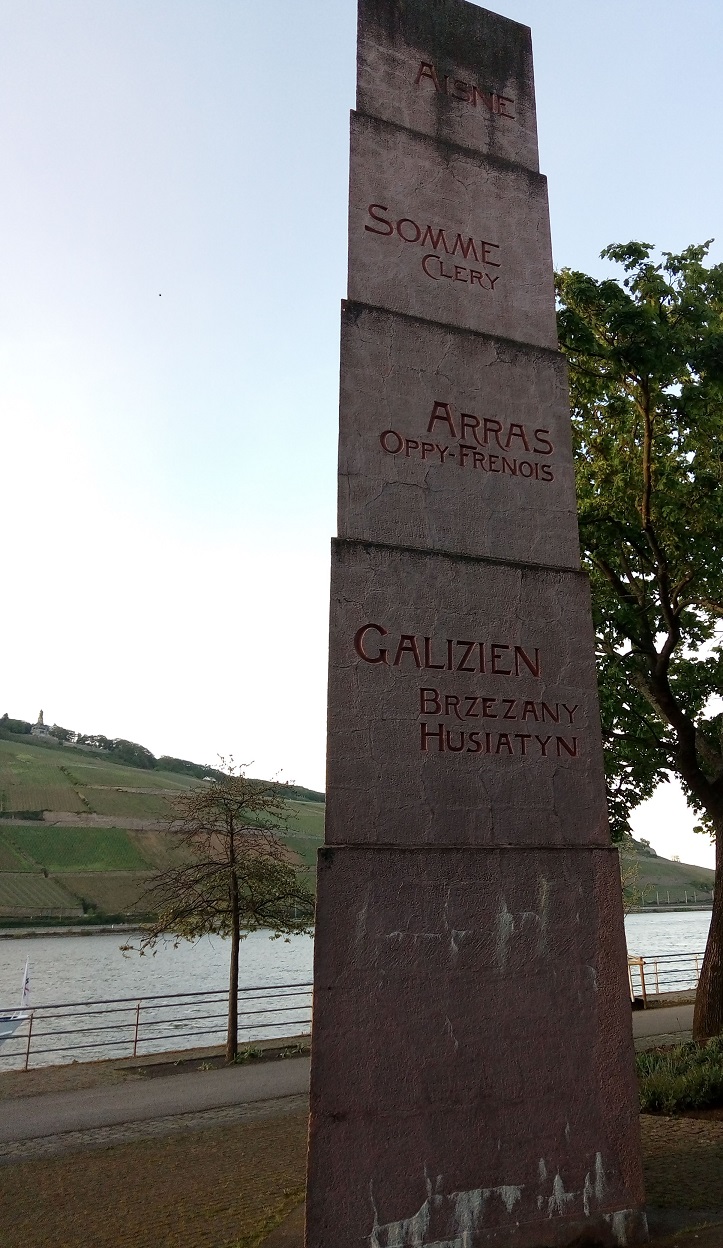 AISNE
SOMME
CLERY
ARRAS
OPPY-FRENOIS
GALIZIEN
BRZEZANY
HUSIATYN